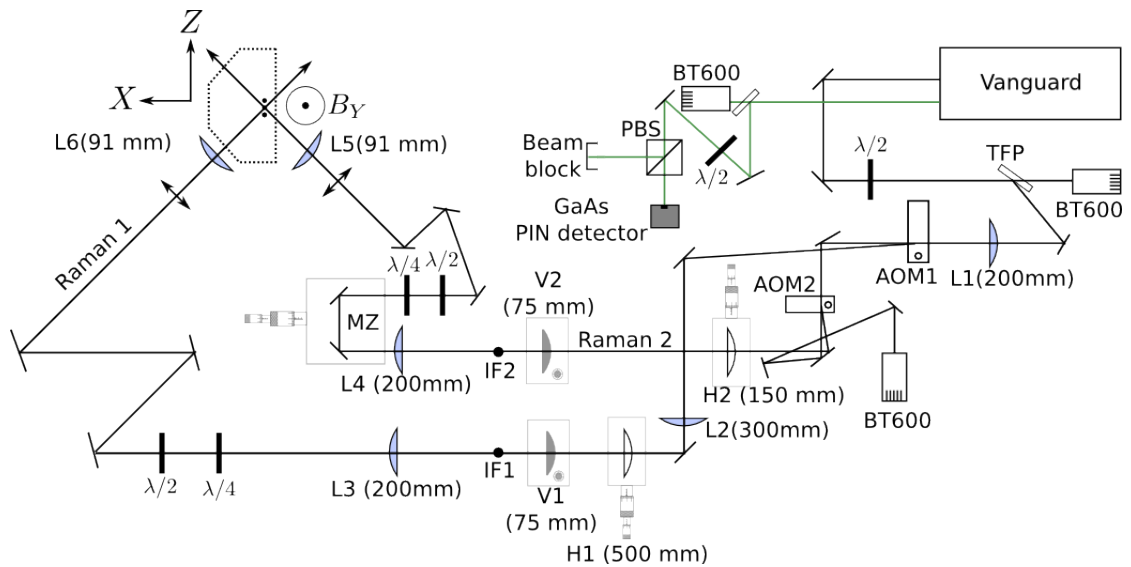 Z
X
B_Y
L6(91 mm)
L5(91 mm)
Raman 1
BT600
Vanguard
PBS
Beam
block
λ/2
λ/2
TFP
BT600
GaAs
PIN detector
AOM1
L1(200mm)
λ/4
λ/2
V2
(75 mm)
AOM2
MZ
Raman 2
IF2
L4 (200mm)
H2 (150 mm)
BT600
L2(300mm)
IF1
λ/2
λ/4
L3 (200mm)
V1
(75 mm)
H1 (500 mm)